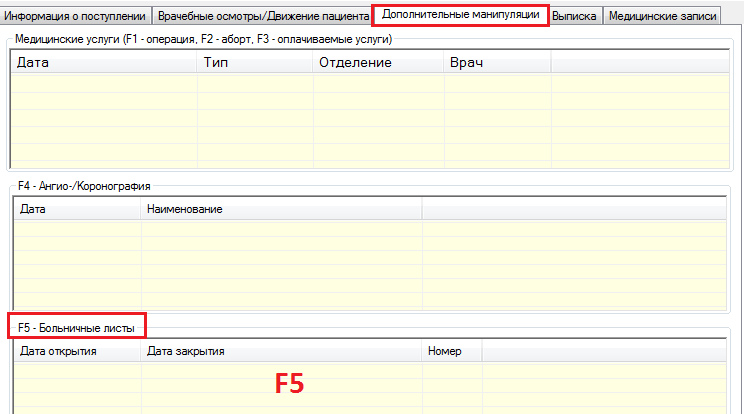 Информация о поступлении Врачебные осмотры/Движение пациента Дополнительные манипуляции Выписка Медицинские записи
Медицинские услуги (F1 - операция, F2 - аборт, F3 - оплачиваемые услуги)
Дата Тип Отделение Врач
F4 - Ангио-/Коронография
Дата Наименование
F5 - Больничные листы
Дата открытия Дата закрытия Номер
F5